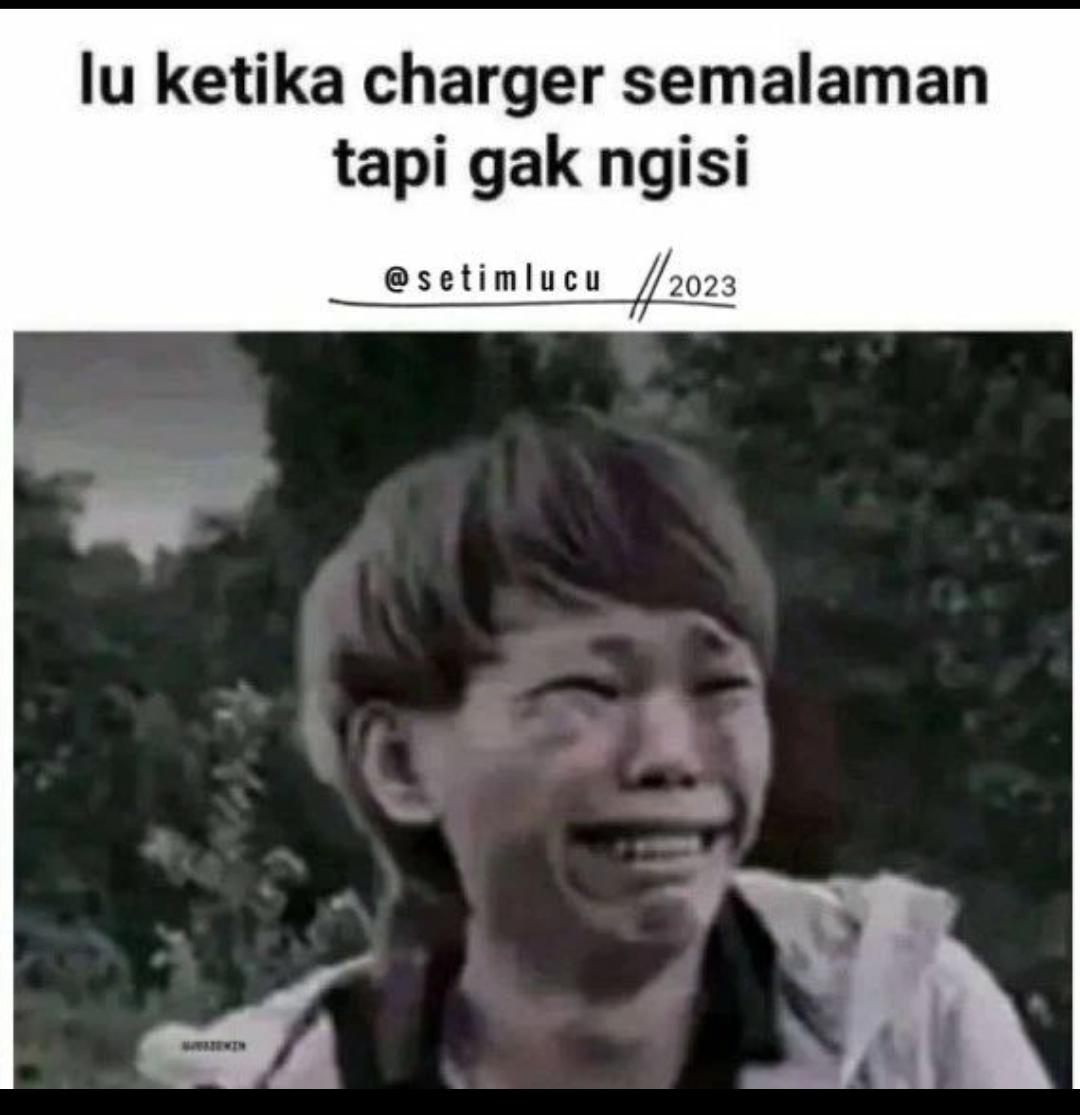 lu ketika charger semalaman
tapi gak ngisi
@setimlucu //2023